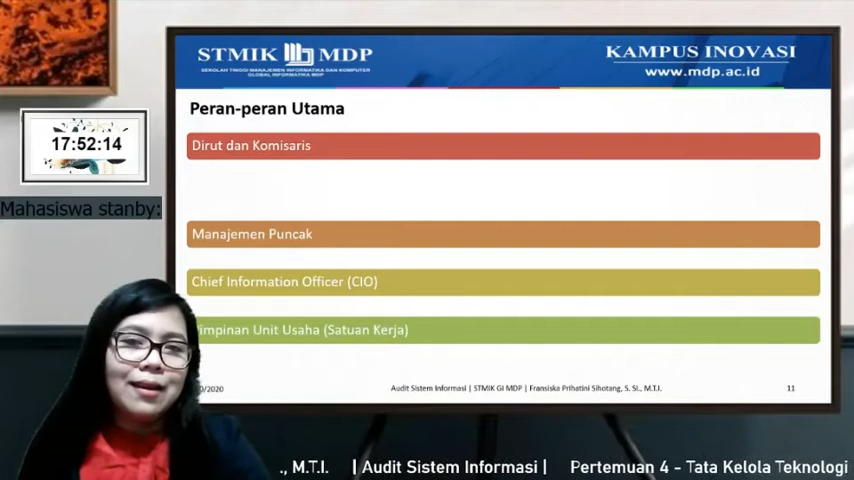 STMIK MDP
SEKOLAH TINGGI MANAJEMEN INFORMATIKA DAN KOMPUTER
GLOBAL INFORMATIKA MDP
KAMPUS INOVASI
www.mdp.ac.id
Peran-peran Utama
17:52:14
Dirut dan Komisaris
Mahasiswa stanby:
Manajemen Puncak
Chief Information Officer (CIO)
impinan Unit Usaha (Satuan Kerja)
0/2020
Audit Sistem Informasi | STMIK GI MDP | Fransiska Prihatini Sihotang, S. SI., M.T.I.
11
., M.T.I. | Audit Sistem Informasi | Pertemuan 4 - Tata Kelola Teknologi